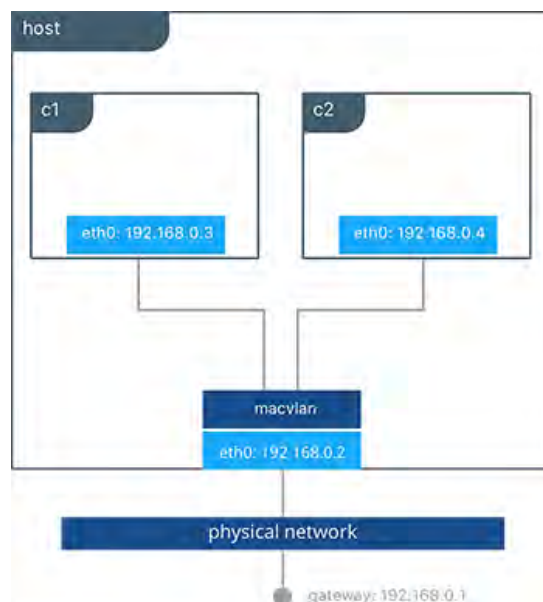 host
c1
c2
eth0: 192.168.0.3
eth0: 192.168.0.4
macvlan
eth0: 192.168.0.2
physical network
gateway: 192.168.0.1